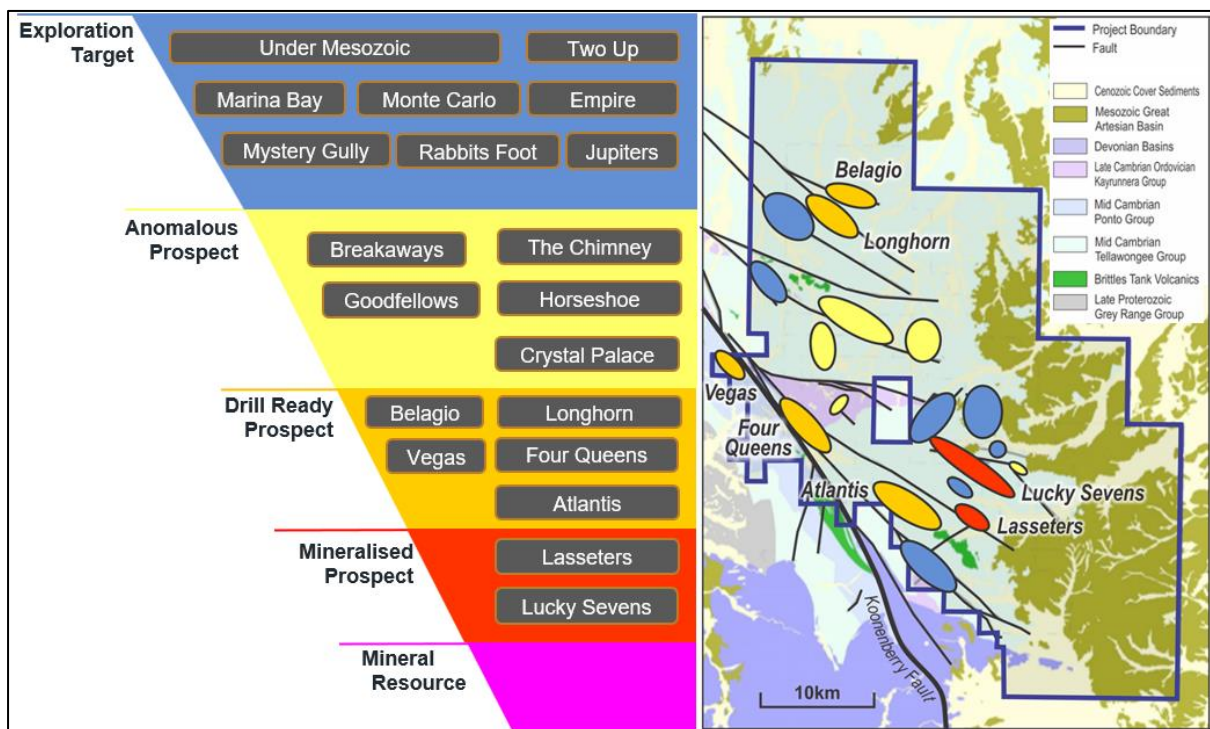 Exploration
Target
Under Mesozoic
Two Up
Marina Bay
Monte Carlo
Empire
Mystery Gully
Rabbits Foot
Jupiters
Anomalous
Prospect
Breakaways
The Chimney
Goodfellows
Horseshoe
Crystal Palace
Drill Ready
Prospect
Belagio
Longhorn
Vegas
Four Queens
Atlantis
Mineralised
Prospect
Lasseters
Lucky Sevens
Mineral
Resource
Belagio
Longhorn
Vegas
Four
Queens
Atlantis
Lucky Sevens
Lasseters
Koonenberry Fault
10km
Project Boundary
Fault
Cenozoic Cover Sediments
Mesozoic Great
Artesian Basin
Devonian Basins
Late Cambrian Ordovician
Kayrunnera Group
Mid Cambrian
Ponto Group
Mid Cambrian
Tellawongee Group
Brittles Tank Volcanics
Late Proterozoic
Grey Range Group